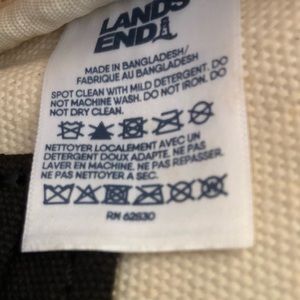 LANDS'
END
MADE IN BANGLADESH/
FABRIQUE AU BANGLADESH
SPOT CLEAN WITH MILD DETERGENT. DO
NOT MACHINE WASH. DO NOT IRON. DO
NOT DRY CLEAN.
NETTOYER LOCALEMENT AVEC UN
DETERGENT DOUX ADAPTE. NE PAS
LAVER EN MACHINE. NE PAS REPASSER.
NE PAS NETTOYER A SEC.
RN 62830